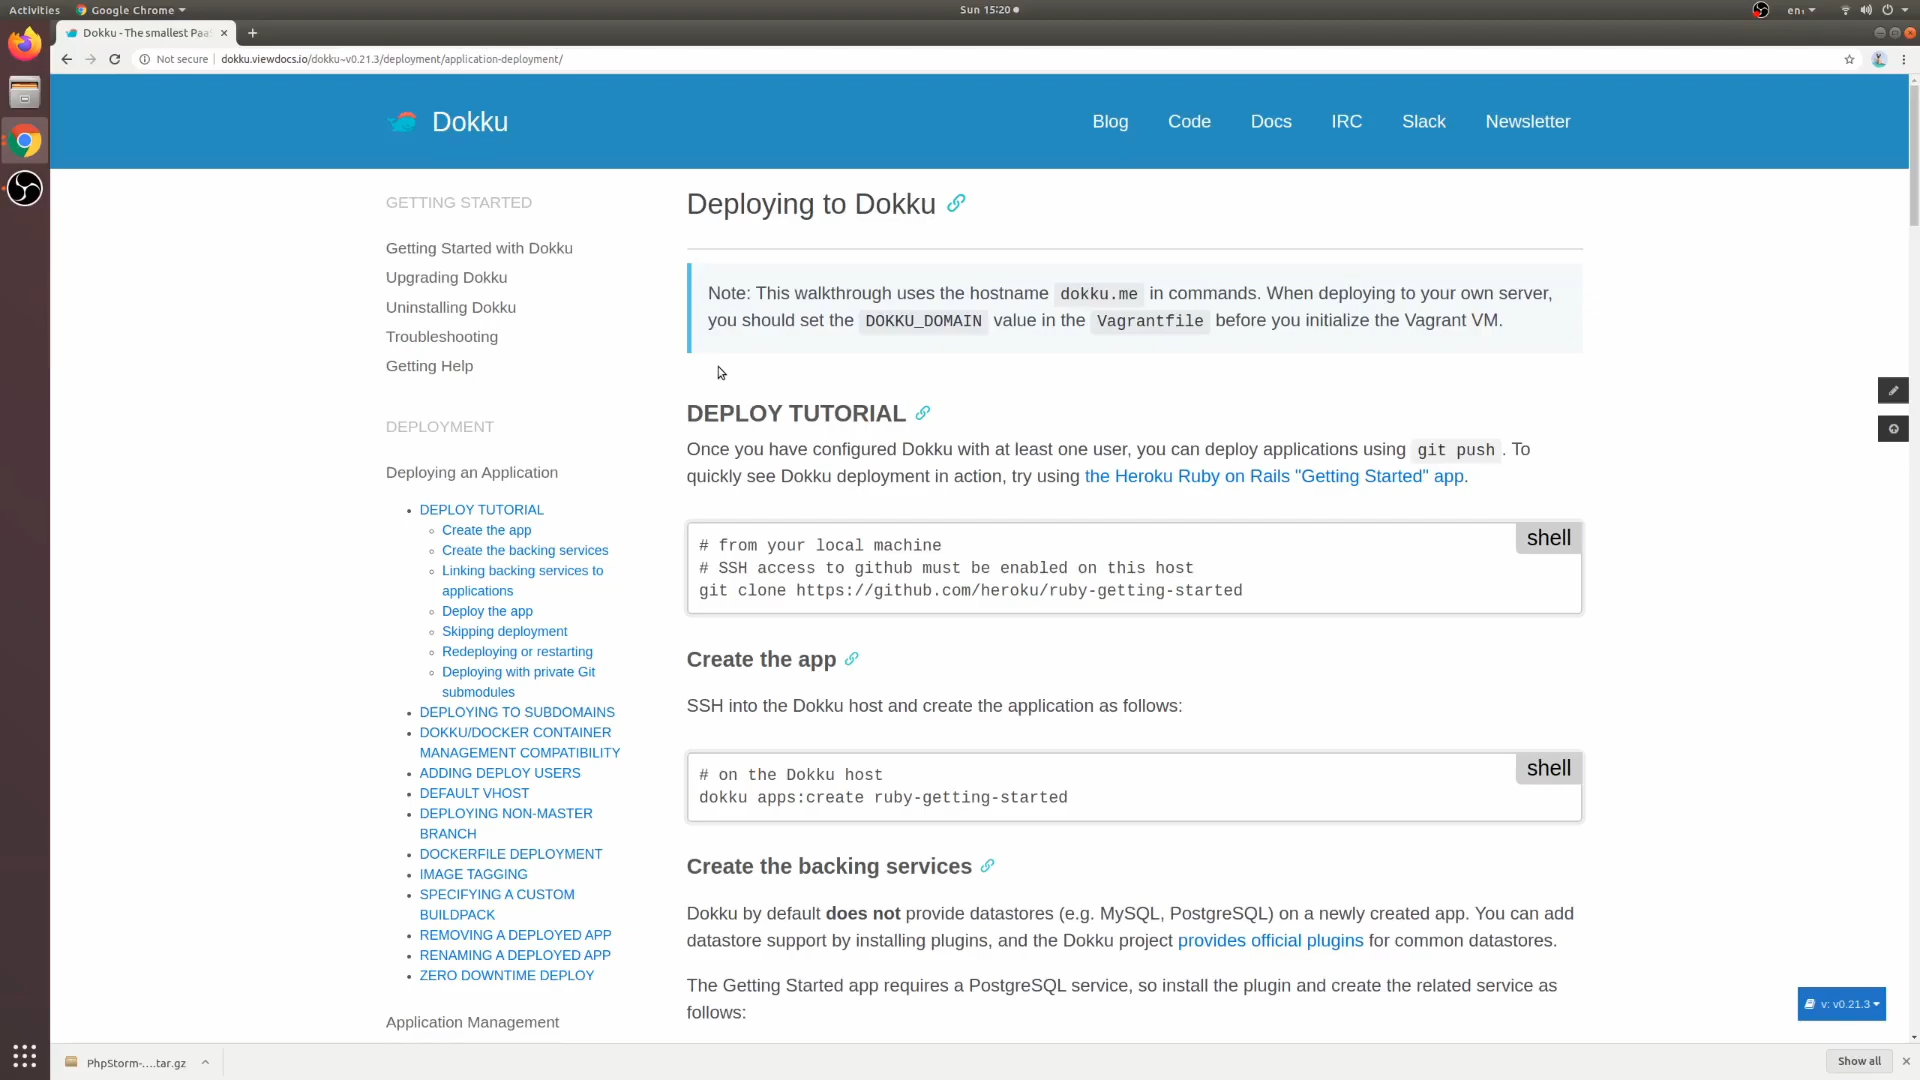 Activities
Google Chrome
Sun 15:20
en₁
Dokku - The smallest Paa
Not secure
dokku.viewdocs.io/dokku~v0.21.3/deployment/application-deployment/
Dokku
Blog
Code
Docs
IRC
Slack
Newsletter
GETTING STARTED
Getting Started with Dokku
Upgrading Dokku
Uninstalling Dokku
Troubleshooting
Getting Help
DEPLOYMENT
Deploying an Application
DEPLOY TUTORIAL
Create the app
Create the backing services
Linking backing services to
applications
Deploy the app
Skipping deployment
Redeploying or restarting
Deploying with private Git
submodules
DEPLOYING TO SUBDOMAINS
DOKKU/DOCKER CONTAINER
MANAGEMENT COMPATIBILITY
ADDING DEPLOY USERS
DEFAULT VHOST
DEPLOYING NON-MASTER
BRANCH
DOCKERFILE DEPLOYMENT
IMAGE TAGGING
SPECIFYING A CUSTOM
BUILDPACK
REMOVING A DEPLOYED APP
RENAMING A DEPLOYED APP
ZERO DOWNTIME DEPLOY
Application Management
Deploying to Dokku
Note: This walkthrough uses the hostname dokku.me in commands. When deploying to your own server,
you should set the DOKKU_DOMAIN value in the Vagrantfile before you initialize the Vagrant VM.
DEPLOY TUTORIAL
Once you have configured Dokku with at least one user, you can deploy applications using git push. To
quickly see Dokku deployment in action, try using the Heroku Ruby on Rails "Getting Started" app.
shell
# from your local machine
# SSH access to github must be enabled on this host
git clone https://github.com/heroku/ruby-getting-started
Create the app
SSH into the Dokku host and create the application as follows:
shell
# on the Dokku host
dokku apps:create ruby-getting-started
Create the backing services
Dokku by default does not provide datastores (e.g. MySQL, PostgreSQL) on a newly created app. You can add
datastore support by installing plugins, and the Dokku project provides official plugins for common datastores.
The Getting Started app requires a PostgreSQL service, so install the plugin and create the related service as
follows:
v: v0.21.3
PhpStorm-....tar.gz
Show all